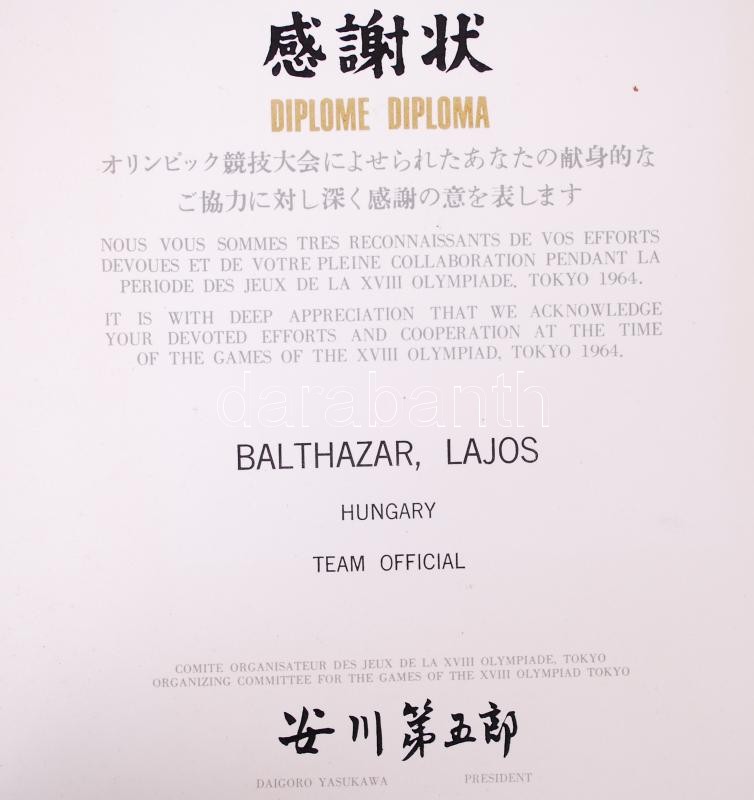 感謝状
DIPLOME DIPLOMA
オリンピック競技大会によせられたあなたの献身的な
ご協力に対し深く感謝の意を表します
NOUS VOUS SOMMES TRES RECONNAISSANTS DE VOS EFFORTS
DEVOUES ET DE VOTRE PLEINE COLLABORATION PENDANT LA
PERIODE DES JEUX DE LA XVIII OLYMPIADE, TOKYO 1964.
IT IS WITH DEEP APPRECIATION THAT WE ACKNOWLEDGE
YOUR DEVOTED EFFORTS AND COOPERATION AT THE TIME
OF THE GAMES OF THE XVIII OLYMPIAD, TOKYO 1964.
darabanth
BALTHAZAR, LAJOS
HUNGARY
TEAM OFFICIAL
COMITE ORGANISATEUR DES JEUX DE LA XVIII OLYMPIADE, TOKYO
ORGANIZING COMMITTEE FOR THE GAMES OF THE XVIII OLYMPIAD TOKYO
安川第五郎
DAIGORO YASUKAWA PRESIDENT